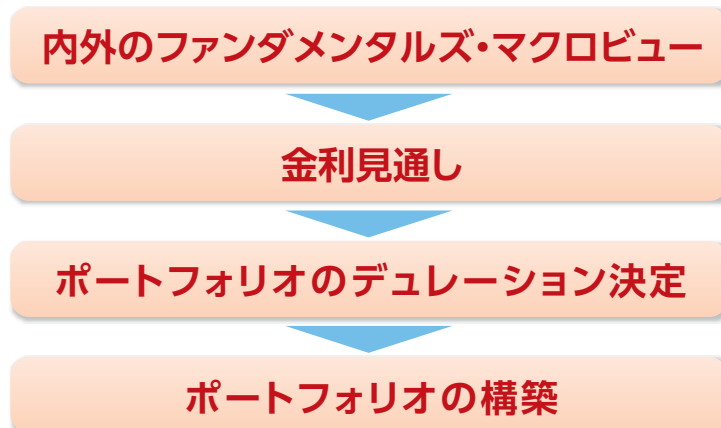 内外のファンダメンタルズ・マクロビュー
金利見通し
ポートフォリオのデュレーション決定
ポートフォリオの構築